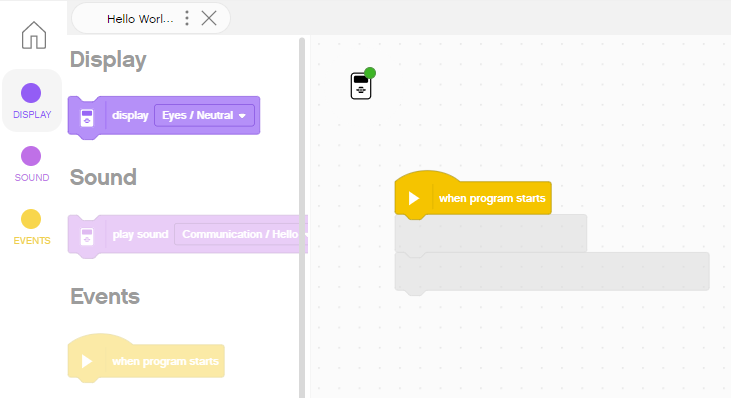 Hello Worl...
Display
DISPLAY
display Eyes / Neutral
Sound
SOUND
play sound Communication / Hello
EVENTS
Events
when program starts
when program starts